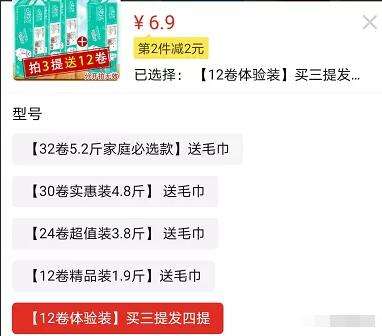 拍3提送12卷
¥ 6.9
第2件减2元
已选择： 【12卷体验装】买三提发...
型号
【32卷5.2斤家庭必选款】送毛巾
【30卷实惠装4.8斤】 送毛巾
【24卷超值装3.8斤】 送毛巾
【12卷精品装1.9斤】送毛巾
【12卷体验装】买三提发四提